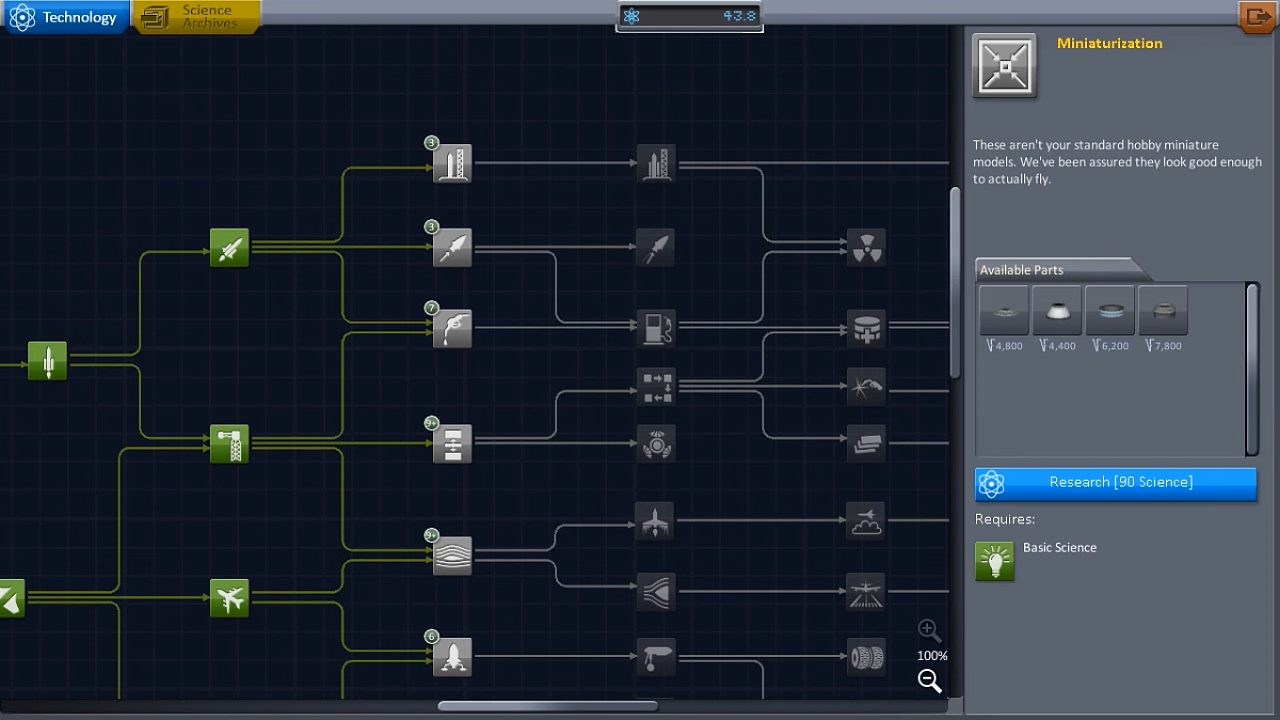 Technology
Science
Archives
43.8
Miniaturization
These aren't your standard hobby miniature
models. We've been assured they look good enough
to actually fly.
Available Parts
√4,800 √4,400 √6,200 √7,800
Research [90 Science]
Requires:
Basic Science
3
3
7
9+
9+
6
100%